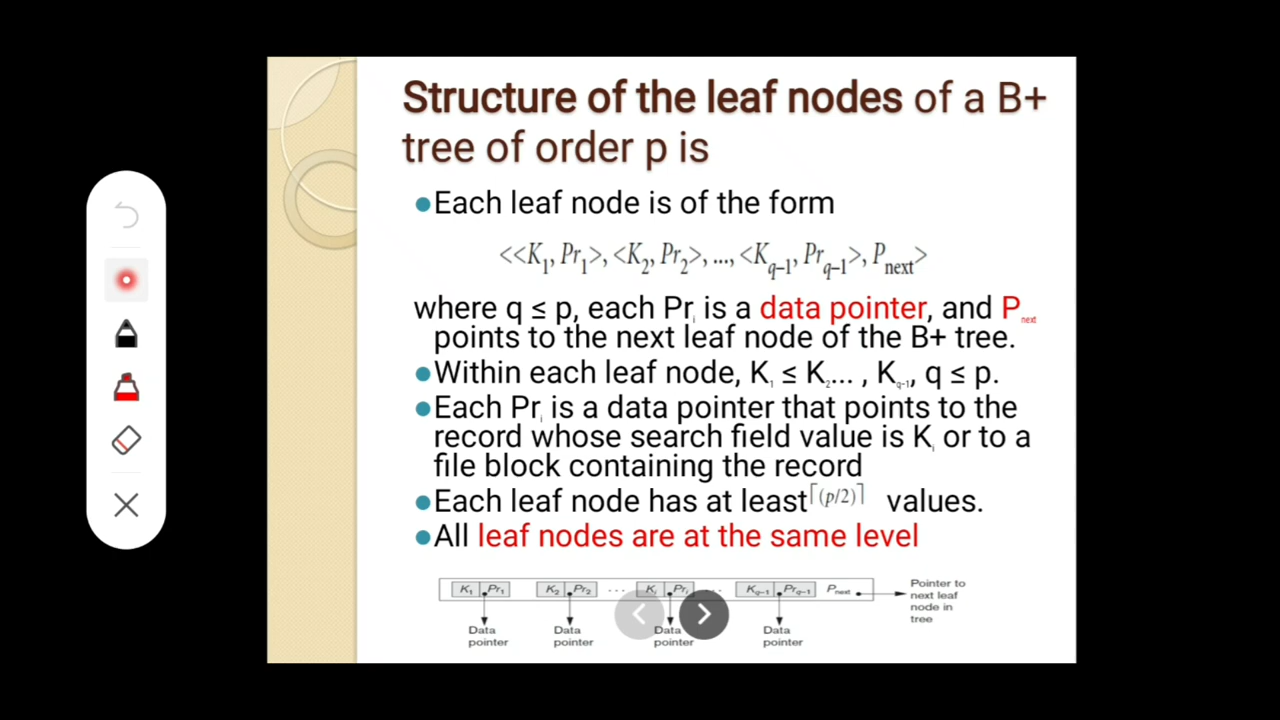 Structure of the leaf nodes of a B+
tree of order p is
●Each leaf node is of the form
<<K1, Pr1>, <K2, Pr2>, ..., <Kq–1, Prq–1>, Pnext>
where q ≤ p, each Pri is a data pointer, and Pnext
points to the next leaf node of the B+ tree.
●Within each leaf node, K1 ≤ K2... , Kq-1, q ≤ p.
●Each Pri is a data pointer that points to the
record whose search field value is Ki or to a
file block containing the record
●Each leaf node has at least ⌈(p/2)⌉ values.
●All leaf nodes are at the same level
K1 Pr1 K2 Pr2 ... Ki Pri ... Kq–1 Prq–1 Pnext
Pointer to
next leaf
node in
tree
Data
pointer
Data
pointer
Data
pointer
Data
pointer